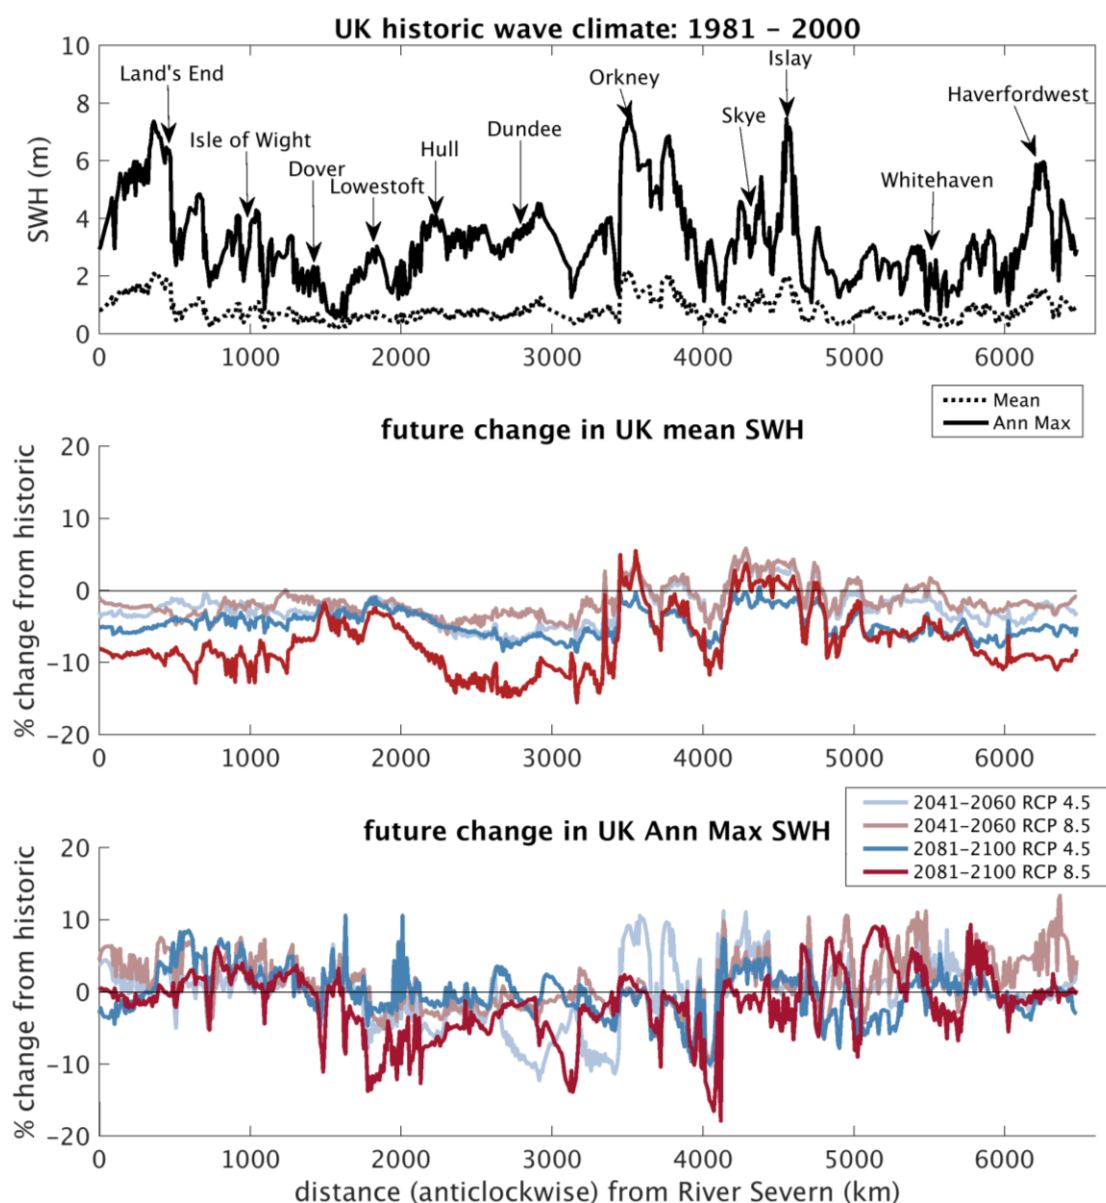 UK historic wave climate: 1981 – 2000
SWH (m)
10
8
6
4
2
0
Land's End
Isle of Wight
Dover
Lowestoft
Hull
Dundee
Orkney
Skye
Islay
Whitehaven
Haverfordwest
0 1000 2000 3000 4000 5000 6000
Mean
Ann Max
future change in UK mean SWH
% change from historic
20
10
0
-10
-20
0 1000 2000 3000 4000 5000 6000
2041-2060 RCP 4.5
2041-2060 RCP 8.5
2081-2100 RCP 4.5
2081-2100 RCP 8.5
future change in UK Ann Max SWH
% change from historic
20
10
0
-10
-20
0 1000 2000 3000 4000 5000 6000
distance (anticlockwise) from River Severn (km)